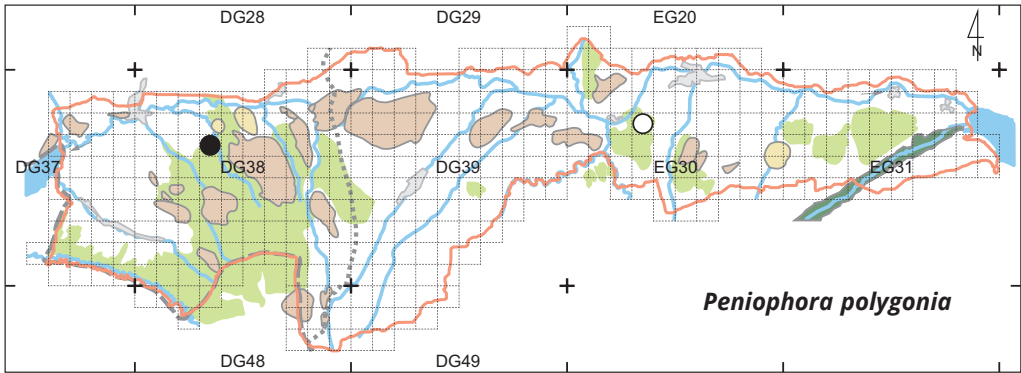 DG28 DG29 EG20
N
DG37 DG38 DG39 EG30 EG31
Peniophora polygonia
DG48 DG49